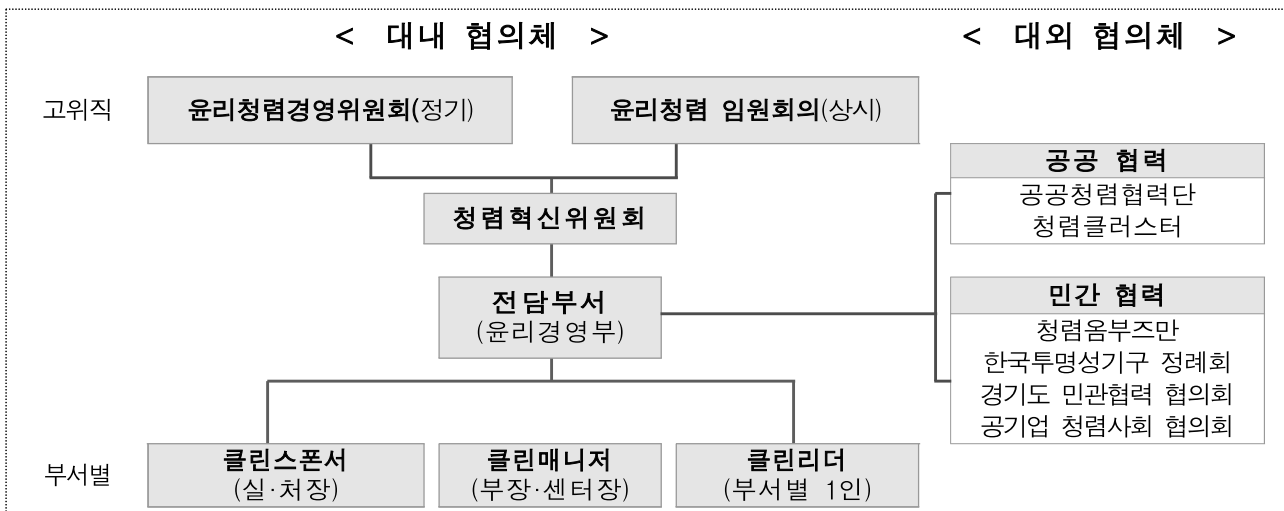 < 대내 협의체 >
< 대외 협의체 >
고위직
윤리청렴경영위원회(정기)
윤리청렴 임원회의(상시)
청렴혁신위원회
전담부서
(윤리경영부)
공공 협력
공공청렴협력단
청렴클러스터
민간 협력
청렴옴부즈만
한국투명성기구 정례회
경기도 민관협력 협의회
공기업 청렴사회 협의회
부서별
클린스폰서
(실·처장)
클린매니저
(부장·센터장)
클린리더
(부서별 1인)